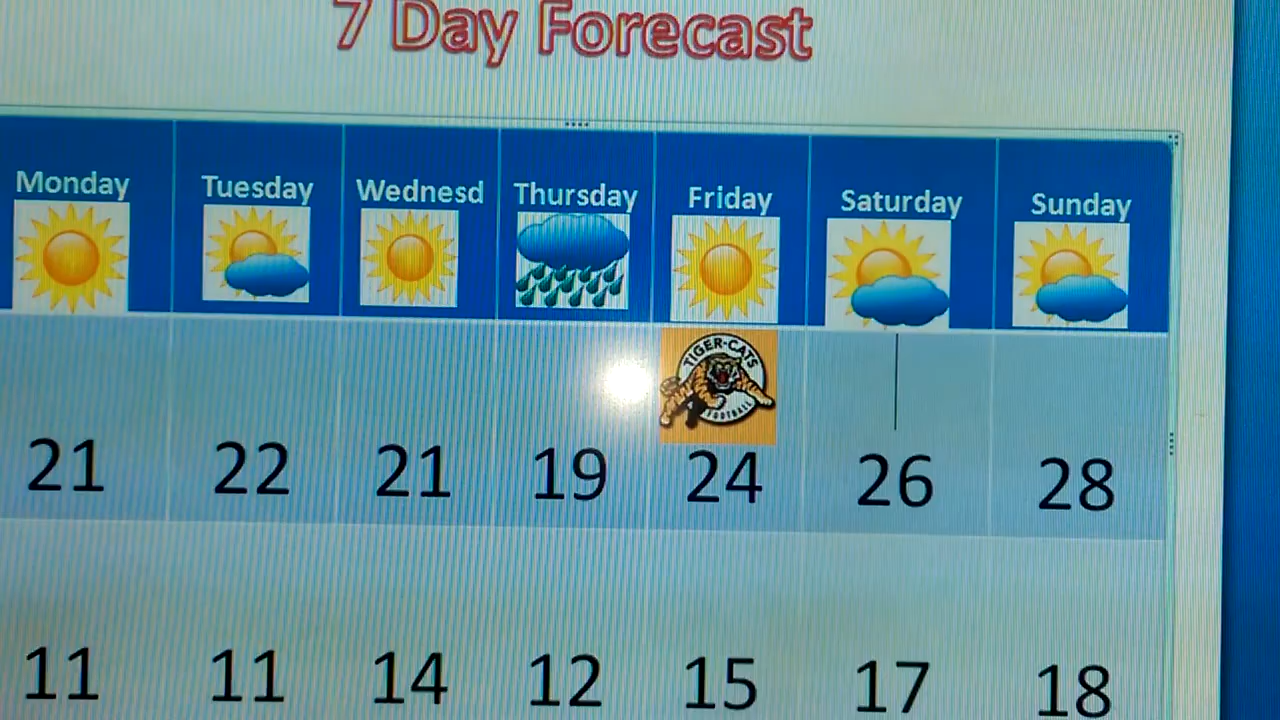 7 Day Forecast
Monday Tuesday Wednesd Thursday Friday Saturday Sunday
TIGER-CATS
FOOTBALL
21 22 21 19 24 26 28
11 11 14 12 15 17 18